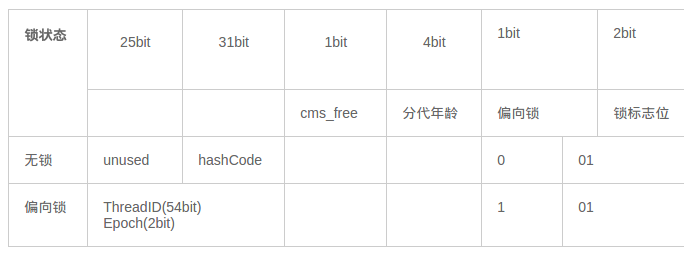 锁状态 25bit 31bit 1bit 4bit 1bit 2bit
cms_free 分代年龄 偏向锁 锁标志位
无锁 unused hashCode 0 01
偏向锁 ThreadID(54bit) 1 01
Epoch(2bit)